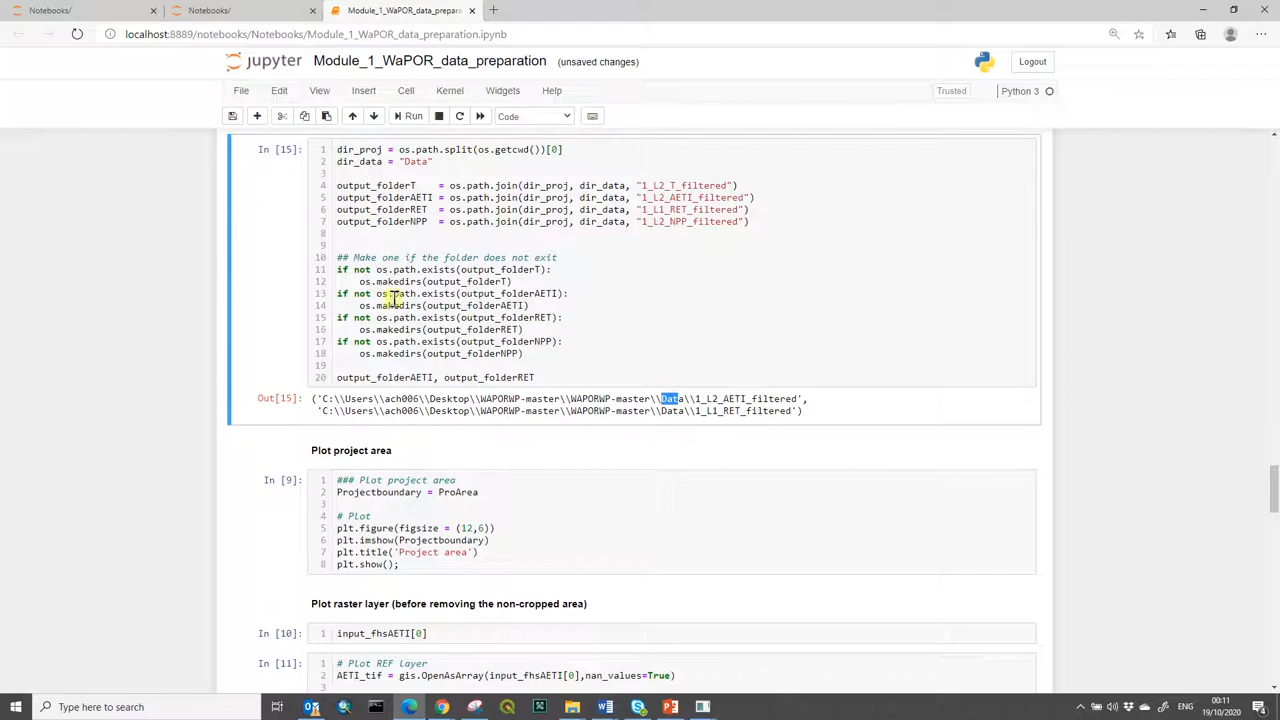 Notebooks/
Notebooks/
Module_1_WaPOR_data_prepara
localhost:8889/notebooks/Notebooks/Module_1_WaPOR_data_preparation.ipynb
jupyter Module_1_WaPOR_data_preparation (unsaved changes)
Logout
File Edit View Insert Cell Kernel Widgets Help
Trusted
Python 3
Run
Code
In [15]:
1 dir_proj = os.path.split(os.getcwd())[0]
2 dir_data = "Data"
3
4 output_folderT    = os.path.join(dir_proj, dir_data, "1_L2_T_filtered")
5 output_folderAETI = os.path.join(dir_proj, dir_data, "1_L2_AETI_filtered")
6 output_folderRET  = os.path.join(dir_proj, dir_data, "1_L1_RET_filtered")
7 output_folderNPP  = os.path.join(dir_proj, dir_data, "1_L2_NPP_filtered")
8
9
10 ## Make one if the folder does not exit
11 if not os.path.exists(output_folderT):
12     os.makedirs(output_folderT)
13 if not os.path.exists(output_folderAETI):
14     os.makedirs(output_folderAETI)
15 if not os.path.exists(output_folderRET):
16     os.makedirs(output_folderRET)
17 if not os.path.exists(output_folderNPP):
18     os.makedirs(output_folderNPP)
19
20 output_folderAETI, output_folderRET
Out[15]: ('C:\\Users\\ach006\\Desktop\\WAPORWP-master\\WAPORWP-master\\Data\\1_L2_AETI_filtered',
'C:\\Users\\ach006\\Desktop\\WAPORWP-master\\WAPORWP-master\\Data\\1_L1_RET_filtered')
Plot project area
In [9]:
1 ### Plot project area
2 Projectboundary = ProArea
3
4 # Plot
5 plt.figure(figsize = (12,6))
6 plt.imshow(Projectboundary)
7 plt.title('Project area')
8 plt.show();
Plot raster layer (before removing the non-cropped area)
In [10]:
1 input_fhsAETI[0]
In [11]:
1 # Plot REF layer
2 AETI_tif = gis.OpenAsArray(input_fhsAETI[0],nan_values=True)
3
Type here to search
00:11
19/10/2020